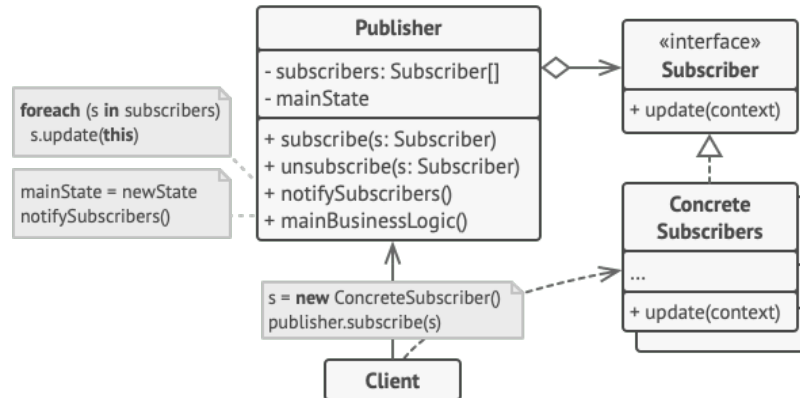 Publisher
- subscribers: Subscriber[]
- mainState
+ subscribe(s: Subscriber)
+ unsubscribe(s: Subscriber)
+ notifySubscribers()
+ mainBusinessLogic()
«interface»
Subscriber
+ update(context)
foreach (s in subscribers)
s.update(this)
mainState = newState
notifySubscribers()
Concrete
Subscribers
...
+ update(context)
s = new ConcreteSubscriber()
publisher.subscribe(s)
Client